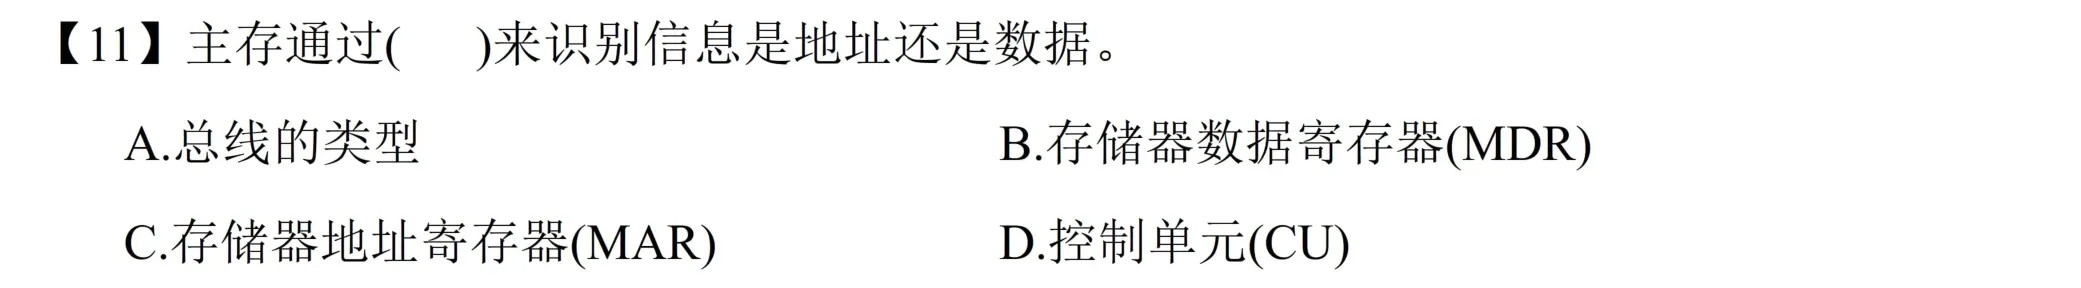 【11】主存通过(    )来识别信息是地址还是数据。
A.总线的类型    B.存储器数据寄存器(MDR)
C.存储器地址寄存器(MAR)    D.控制单元(CU)